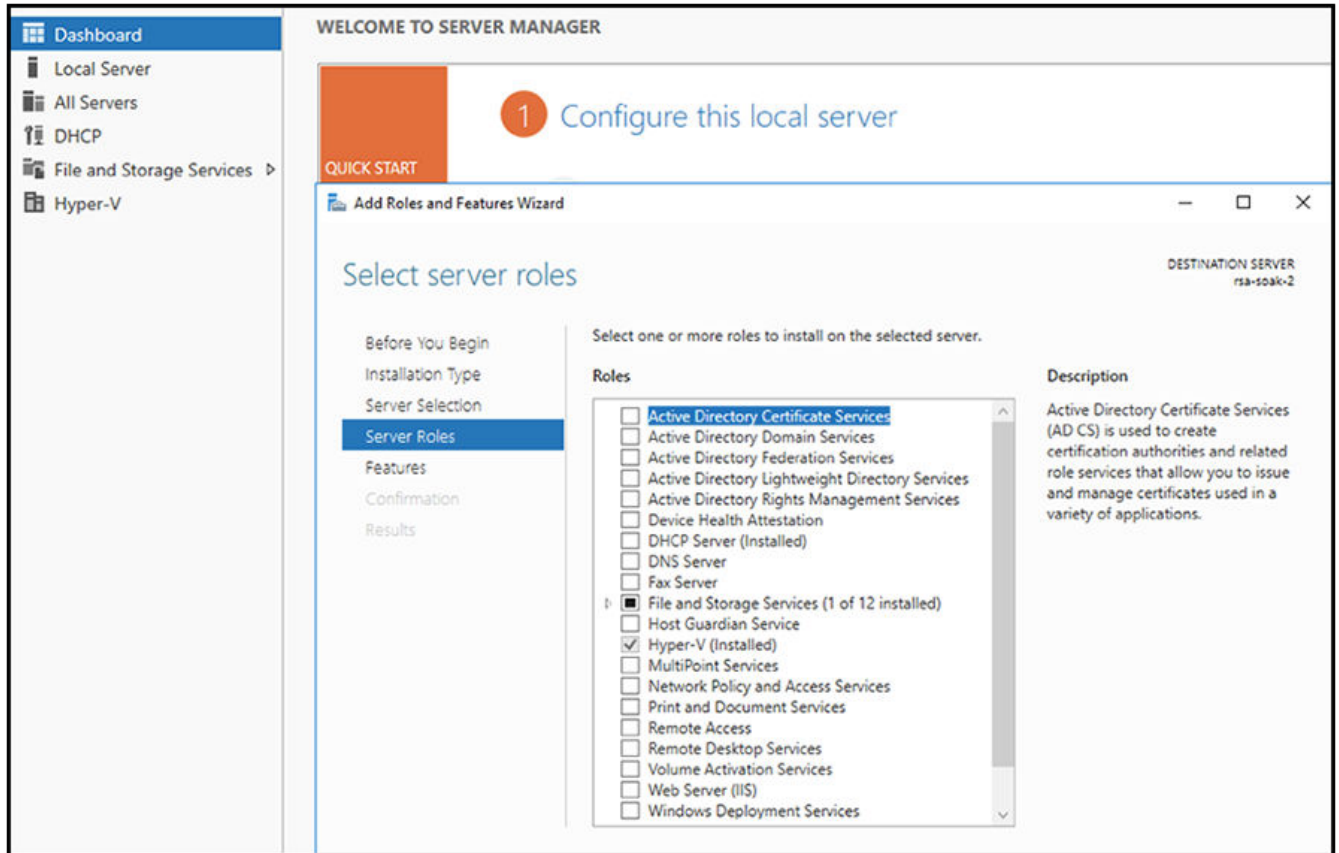 Dashboard
Local Server
All Servers
DHCP
File and Storage Services
Hyper-V
WELCOME TO SERVER MANAGER
1 Configure this local server
QUICK START
Add Roles and Features Wizard
Select server roles
DESTINATION SERVER
rsa-soak-2
Before You Begin
Installation Type
Server Selection
Server Roles
Features
Confirmation
Results
Select one or more roles to install on the selected server.
Roles
Active Directory Certificate Services
Active Directory Domain Services
Active Directory Federation Services
Active Directory Lightweight Directory Services
Active Directory Rights Management Services
Device Health Attestation
DHCP Server (Installed)
DNS Server
Fax Server
File and Storage Services (1 of 12 installed)
Host Guardian Service
Hyper-V (Installed)
MultiPoint Services
Network Policy and Access Services
Print and Document Services
Remote Access
Remote Desktop Services
Volume Activation Services
Web Server (IIS)
Windows Deployment Services
Description
Active Directory Certificate Services
(AD CS) is used to create
certification authorities and related
role services that allow you to issue
and manage certificates used in a
variety of applications.